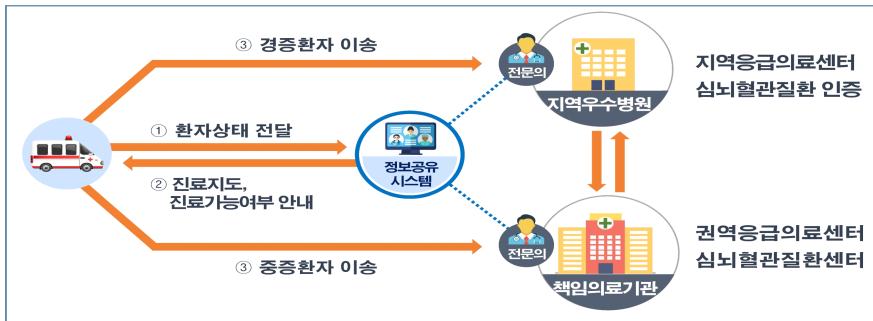 ③ 경증환자 이송
전문의
지역우수병원
지역응급의료센터
심뇌혈관질환 인증
① 환자상태 전달
정보공유
시스템
② 진료지도,
진료가능여부 안내
전문의
책임의료기관
권역응급의료센터
심뇌혈관질환센터
③ 중증환자 이송